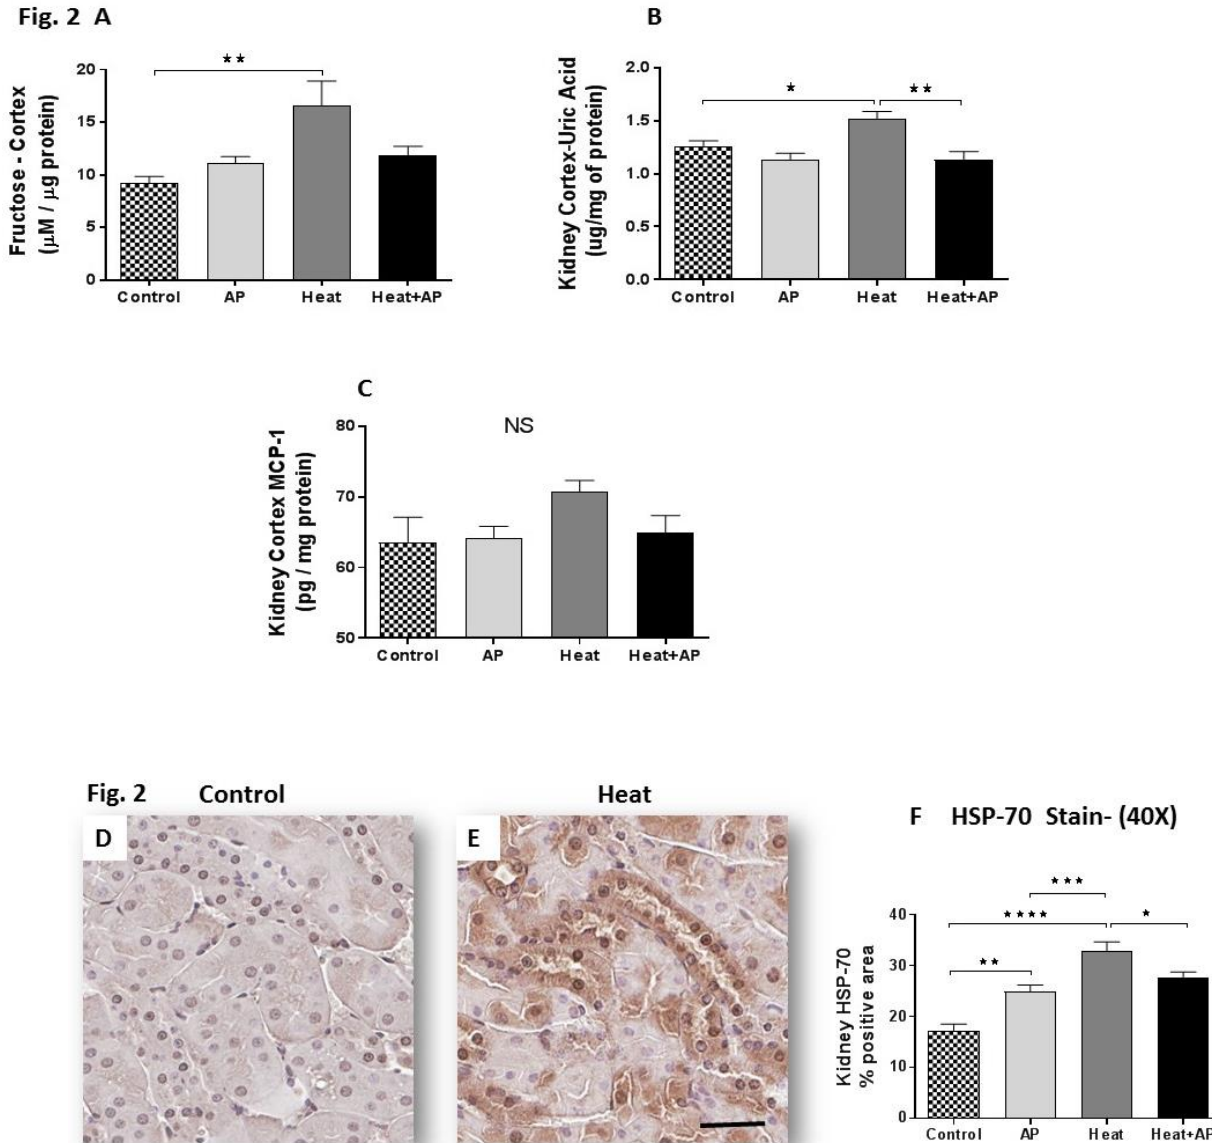 Fig. 2 A
**
Fructose - Cortex
(μM / μg protein)
20
15
10
5
0
Control AP Heat Heat+AP
B
* **
Kidney Cortex-Uric Acid
(ug/mg of protein)
2.0
1.5
1.0
0.5
0.0
Control AP Heat Heat+AP
C
NS
Kidney Cortex MCP-1
(pg / mg protein)
80
70
60
50
Control AP Heat Heat+AP
Fig. 2 Control Heat
D E
F HSP-70 Stain- (40X)
***
**** *
**
Kidney HSP-70
% positive area
40
30
20
10
0
Control AP Heat Heat+AP